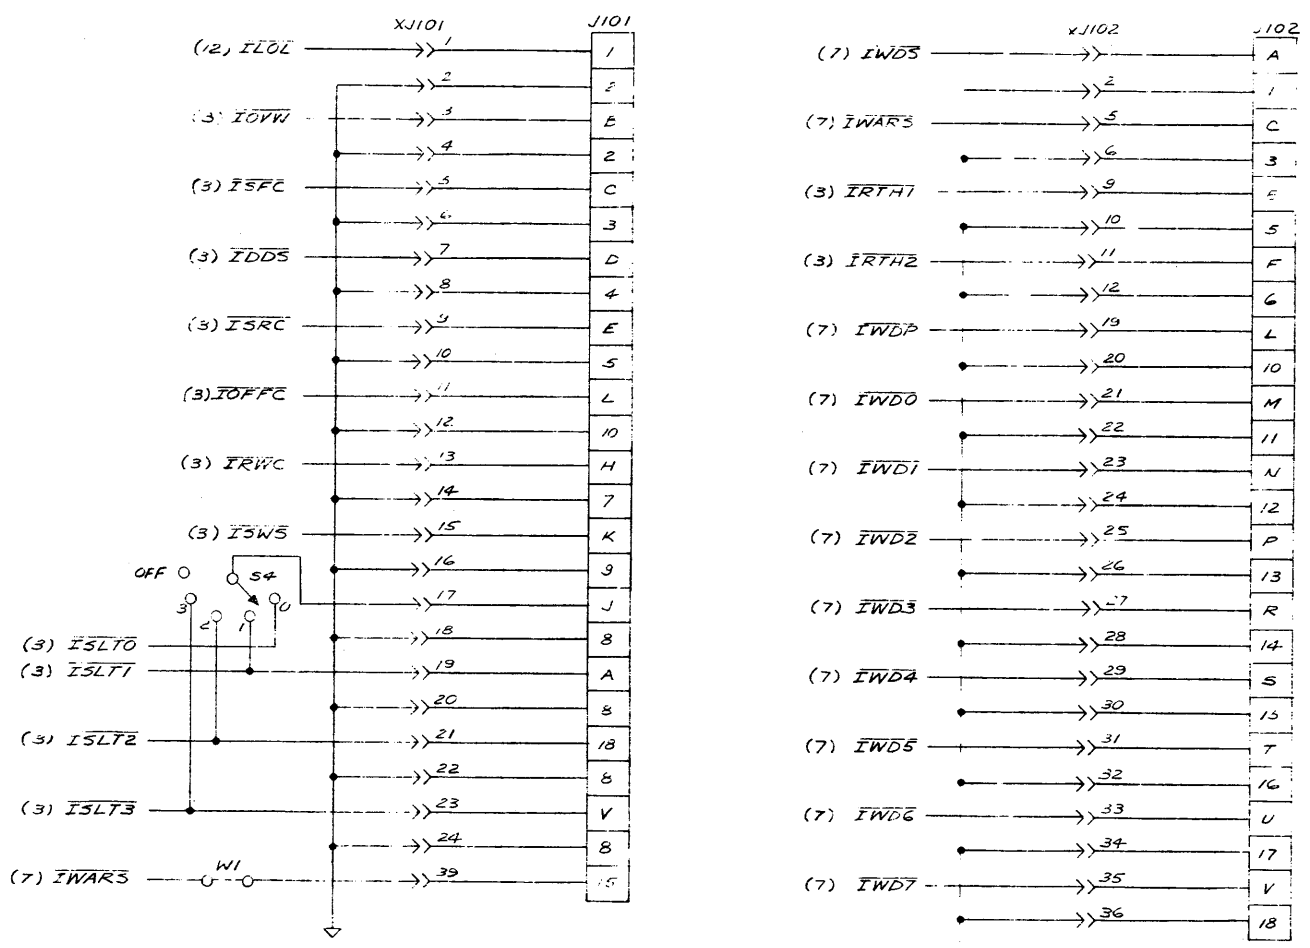 XJ101 J101
(12) ILOL 1 1
2 2
(3) IOVW 3 B
4 2
(3) ISFC 5 C
6 3
(3) IDDS 7 D
8 4
(3) ISRC 9 E
10 5
(3) IOFFC 11 L
12 10
(3) IRWC 13 H
14 7
(3) ISWS 15 K
16 9
OFF S4
17 J
3 2 1 0
18 8
(3) ISLT0
(3) ISLT1 19 A
20 8
(3) ISLT2 21 18
22 8
(3) ISLT3 23 V
24 8
(7) IWARS W1 39 15
XJ102 J102
(7) IWDS A
2 1
(7) IWARS 5 C
6 3
(3) IRTH1 9 E
10 5
(3) IRTH2 11 F
12 6
(7) IWDP 19 L
20 10
(7) IWD0 21 M
22 11
(7) IWD1 23 N
24 12
(7) IWD2 25 P
26 13
(7) IWD3 27 R
28 14
(7) IWD4 29 S
30 15
(7) IWD5 31 T
32 16
(7) IWD6 33 U
34 17
(7) IWD7 35 V
36 18